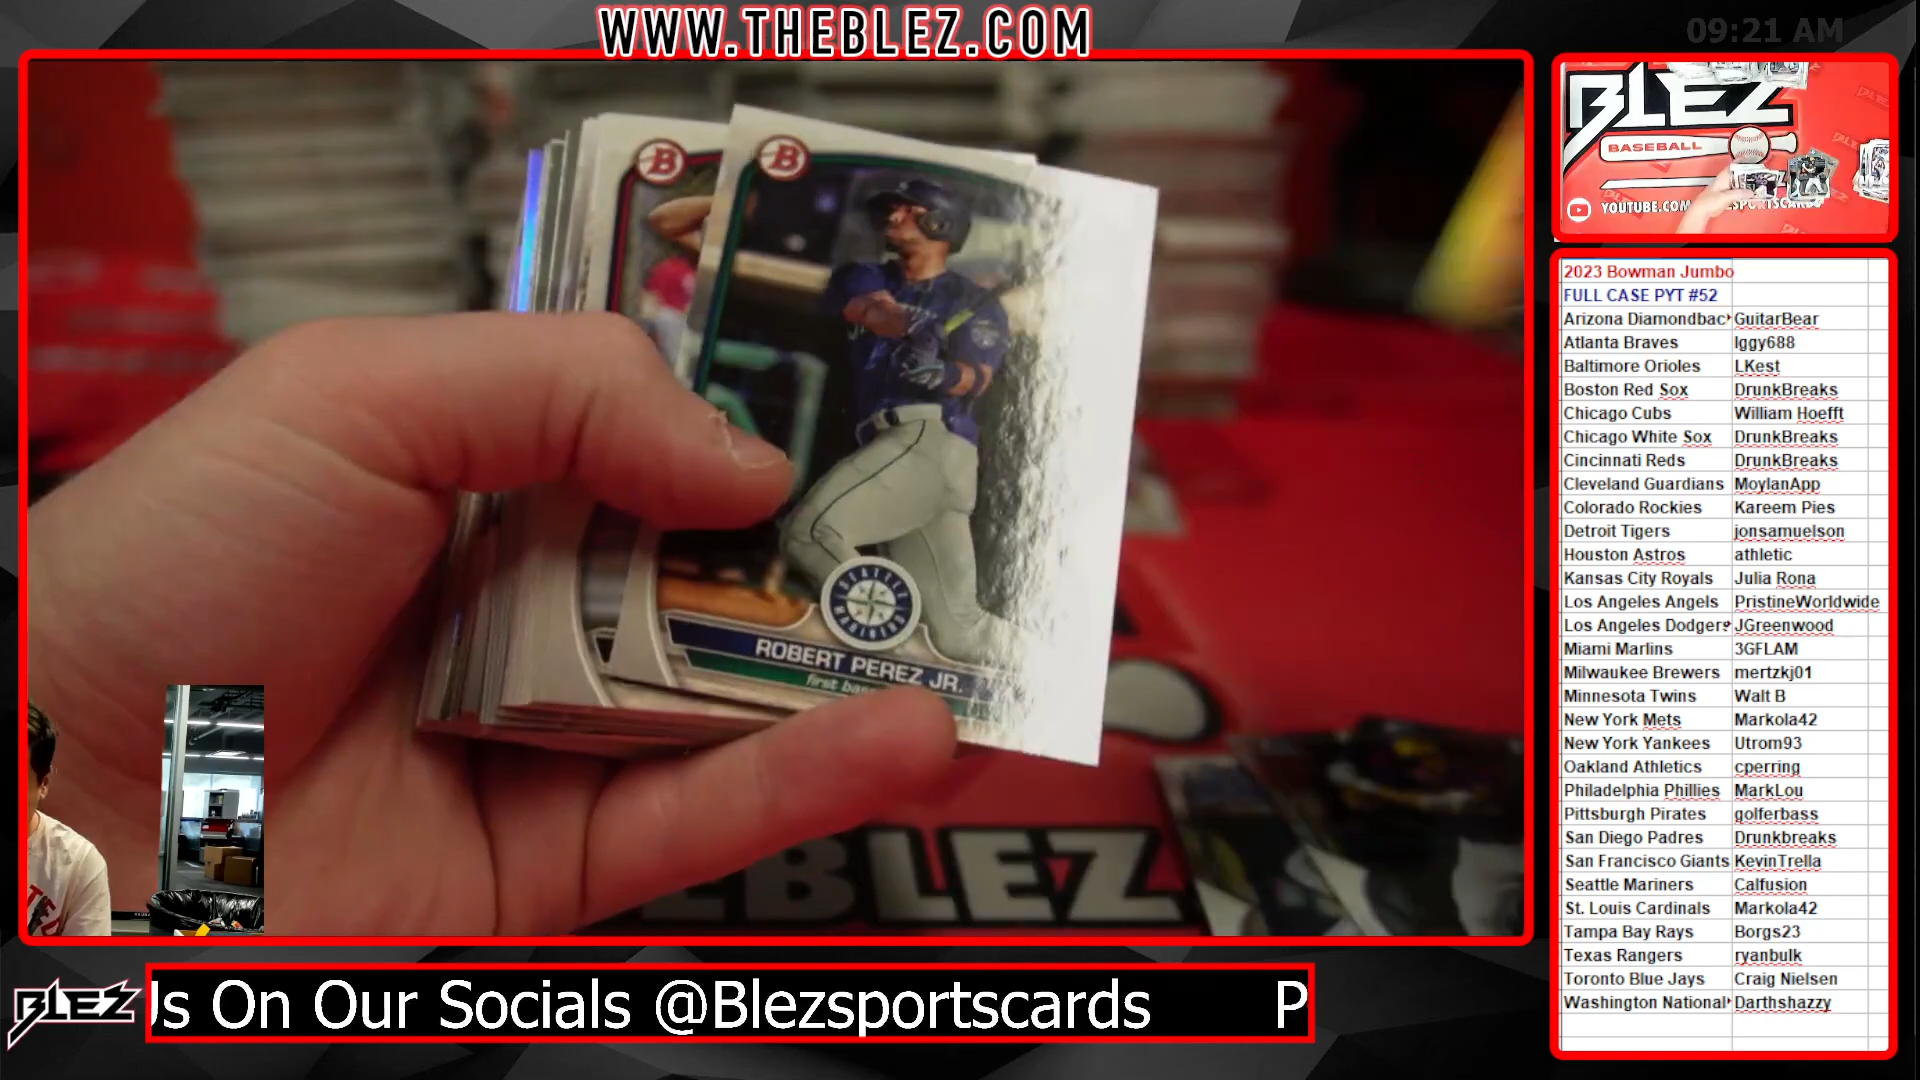 WWW.THEBLEZ.COM
09:21 AM
BLEZ
BASEBALL
YOUTUBE.COM
B
B
SEATTLE
MARINERS
ROBERT PEREZ JR.
first
BLEZ
2023 Bowman Jumbo
FULL CASE PYT #52
Arizona Diamondbac GuitarBear
Atlanta Braves Iggy688
Baltimore Orioles LKest
Boston Red Sox DrunkBreaks
Chicago Cubs William Hoefft
Chicago White Sox DrunkBreaks
Cincinnati Reds DrunkBreaks
Cleveland Guardians MoylanApp
Colorado Rockies Kareem Pies
Detroit Tigers jonsamuelson
Houston Astros athletic
Kansas City Royals Julia Rona
Los Angeles Angels PristineWorldwide
Los Angeles Dodgers JGreenwood
Miami Marlins 3GFLAM
Milwaukee Brewers mertzkj01
Minnesota Twins Walt B
New York Mets Markola42
New York Yankees Utrom93
Oakland Athletics cperring
Philadelphia Phillies MarkLou
Pittsburgh Pirates golferbass
San Diego Padres Drunkbreaks
San Francisco Giants KevinTrella
Seattle Mariners Calfusion
St. Louis Cardinals Markola42
Tampa Bay Rays Borgs23
Texas Rangers ryanbulk
Toronto Blue Jays Craig Nielsen
Washington National Darthshazzy
BLEZ
Us On Our Socials @Blezsportscards P